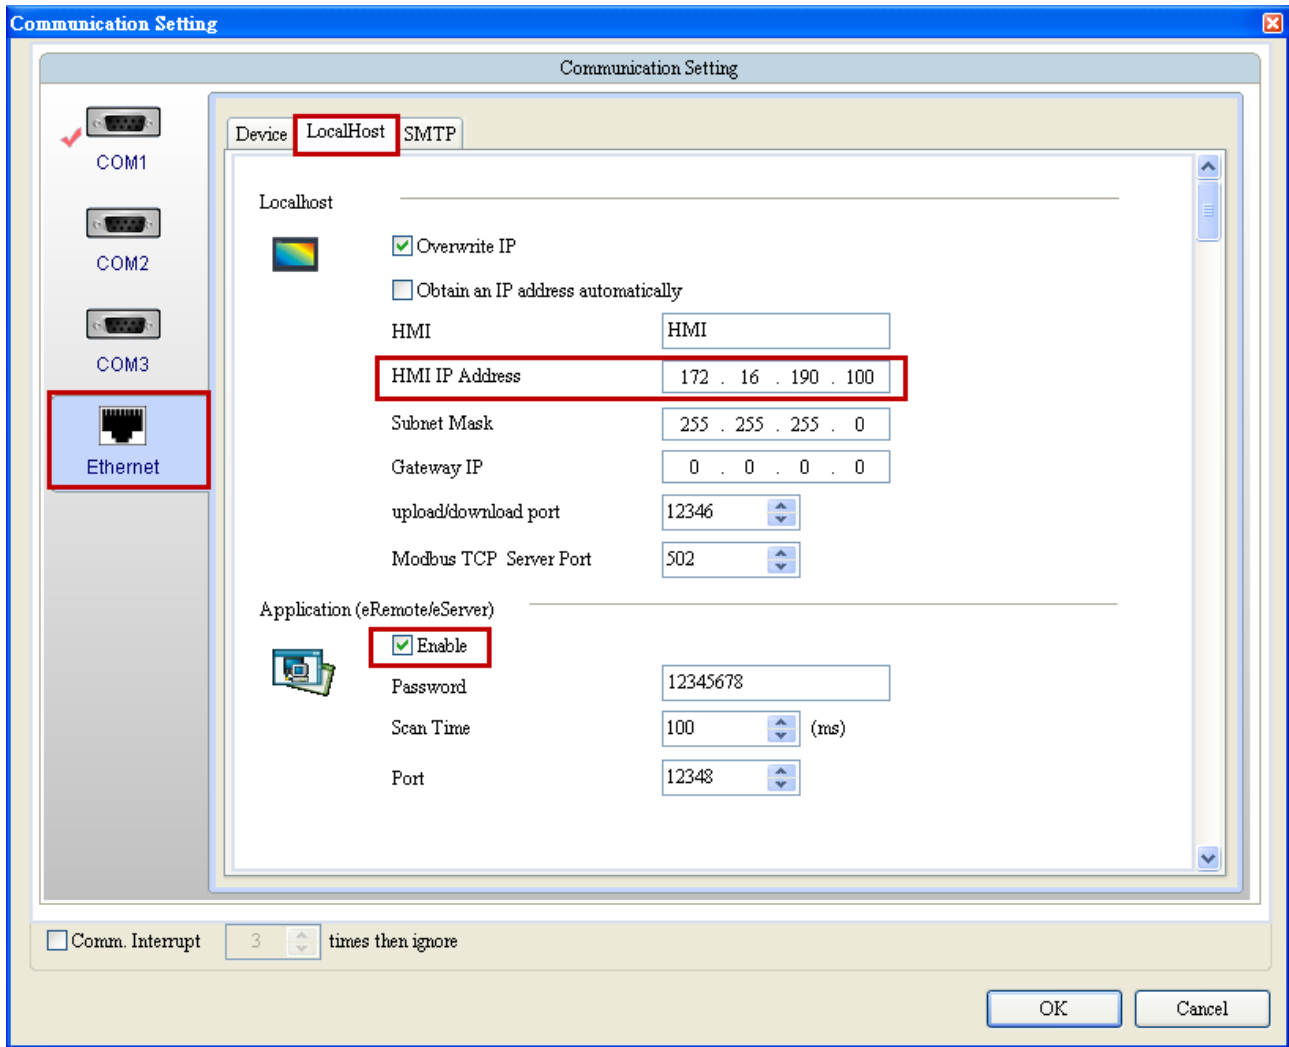 Communication Setting
Communication Setting
COM1
COM2
COM3
Ethernet
Device LocalHost SMTP
Localhost
Overwrite IP
Obtain an IP address automatically
HMI HMI
HMI IP Address 172 . 16 . 190 . 100
Subnet Mask 255 . 255 . 255 . 0
Gateway IP 0 . 0 . 0 . 0
upload/download port 12346
Modbus TCP Server Port 502
Application (eRemote/eServer)
Enable
Password 12345678
Scan Time 100 (ms)
Port 12348
Comm. Interrupt 3 times then ignore
OK Cancel